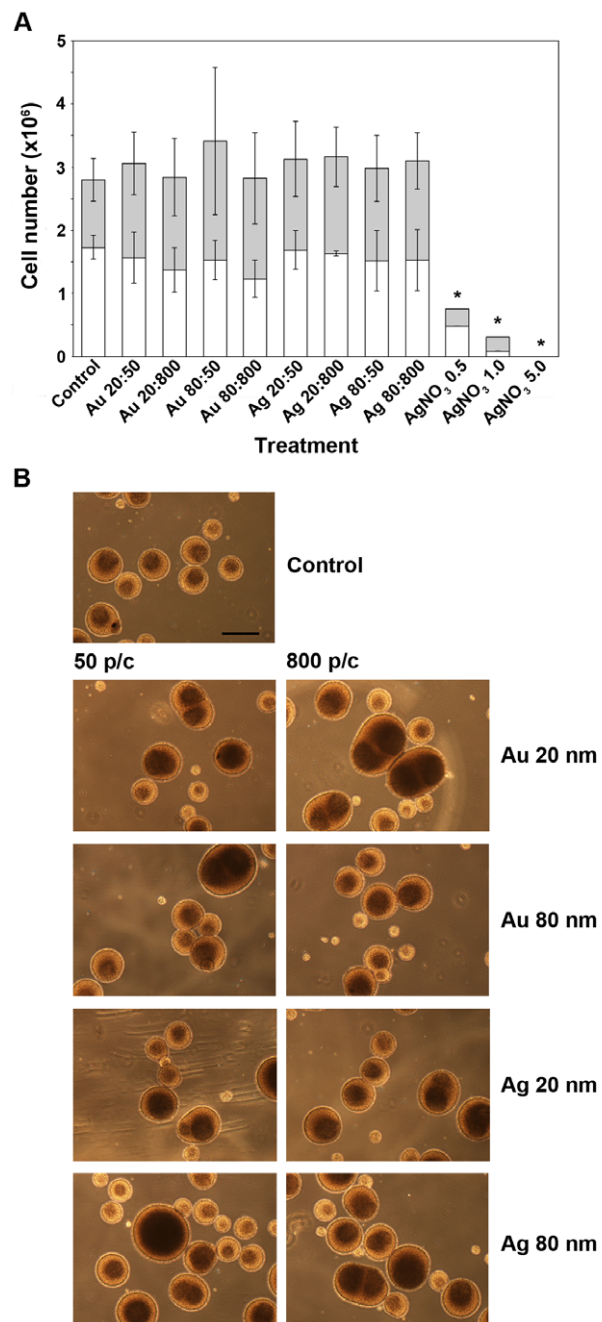 A
Cell number (x10⁶)
5
4
3
2
1
0
Control
Au 20:50
Au 20:800
Au 80:50
Au 80:800
Ag 20:50
Ag 20:800
Ag 80:50
Ag 80:800
AgNO₃ 0.5
AgNO₃ 1.0
AgNO₃ 5.0
*
*
*
Treatment
B
Control
50 p/c
800 p/c
Au 20 nm
Au 80 nm
Ag 20 nm
Ag 80 nm